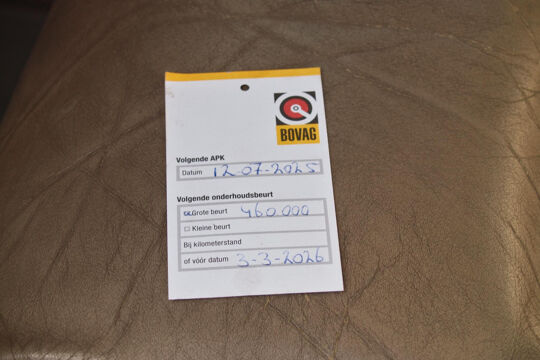 BOVAG
Volgende APK
Datum 12-07-2025
Volgende onderhoudsbeurt
Grote beurt 460.000
Kleine beurt
Bij kilometerstand
of vóór datum 3-3-2026